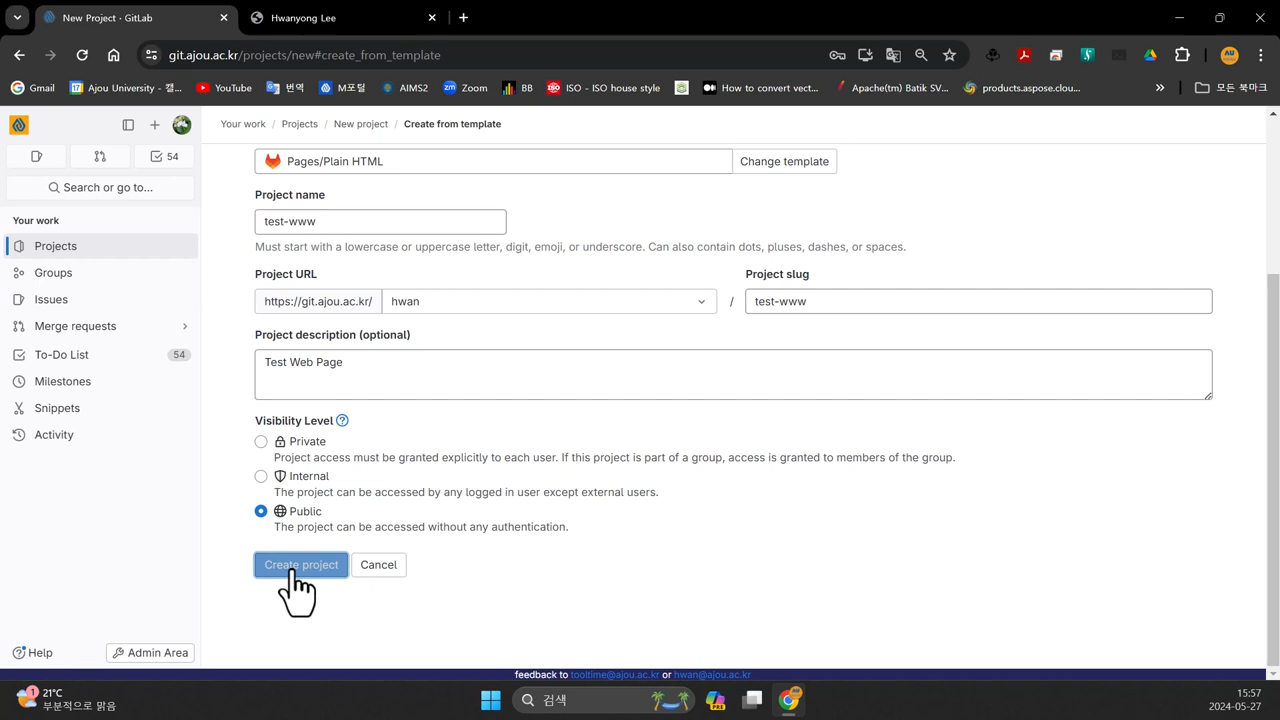 New Project - GitLab
Hwanyong Lee
git.ajou.ac.kr/projects/new#create_from_template
Gmail
Ajou University - 캘...
YouTube
번역
M포털
AIMS2
Zoom
BB
ISO - ISO house style
How to convert vect...
Apache(tm) Batik SV...
products.aspose.clou...
모든 북마크
Your work
Projects
New project
Create from template
54
Search or go to...
Your work
Projects
Groups
Issues
Merge requests
To-Do List
54
Milestones
Snippets
Activity
Help
Admin Area
Pages/Plain HTML
Change template
Project name
test-www
Must start with a lowercase or uppercase letter, digit, emoji, or underscore. Can also contain dots, pluses, dashes, or spaces.
Project URL
Project slug
https://git.ajou.ac.kr/
hwan
/
test-www
Project description (optional)
Test Web Page
Visibility Level
Private
Project access must be granted explicitly to each user. If this project is part of a group, access is granted to members of the group.
Internal
The project can be accessed by any logged in user except external users.
Public
The project can be accessed without any authentication.
Create project
Cancel
feedback to tooltime@ajou.ac.kr or hwan@ajou.ac.kr
1
21°C
부분적으로 맑음
검색
PRE
15:57
2024-05-27